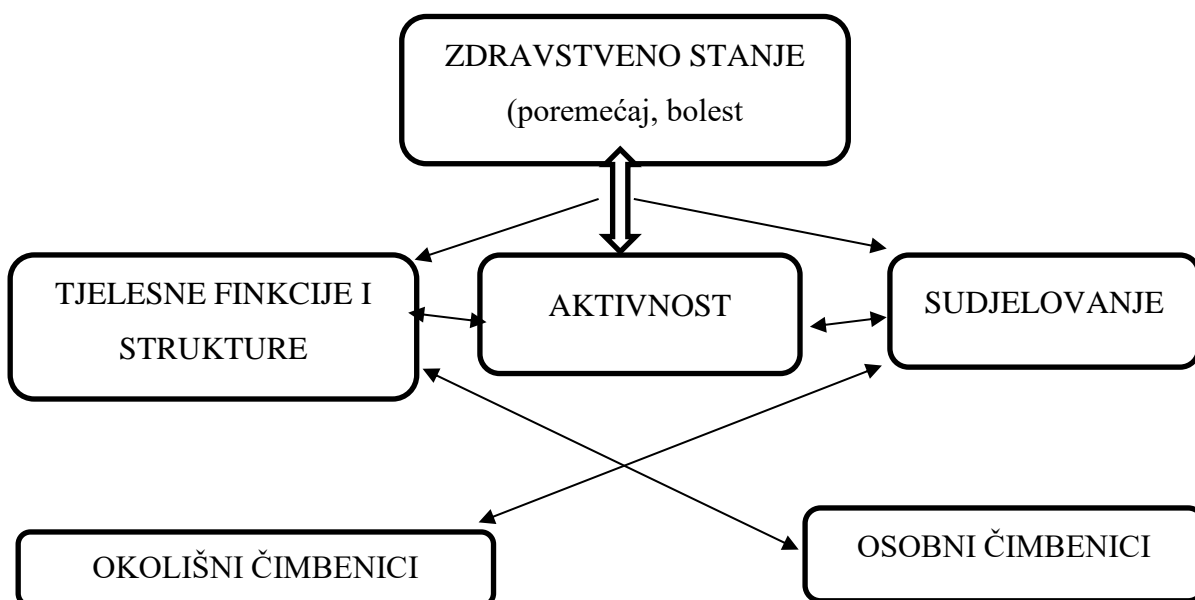 ZDRAVSTVENO STANJE
(poremećaj, bolest
TJELESNE FINKCIJE I
STRUKTURE
AKTIVNOST
SUDJELOVANJE
OKOLIŠNI ČIMBENICI
OSOBNI ČIMBENICI